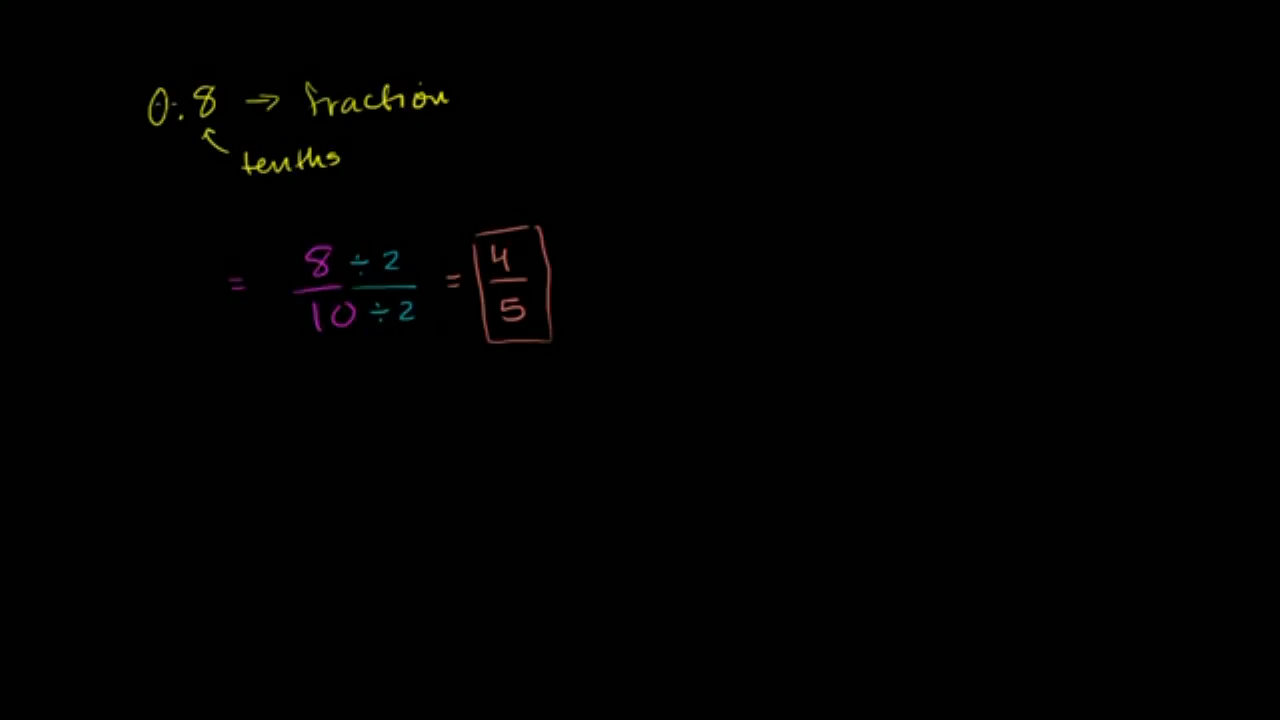 0.8 → fraction
tenths
= 8 ÷ 2 / 10 ÷ 2 = 4 / 5